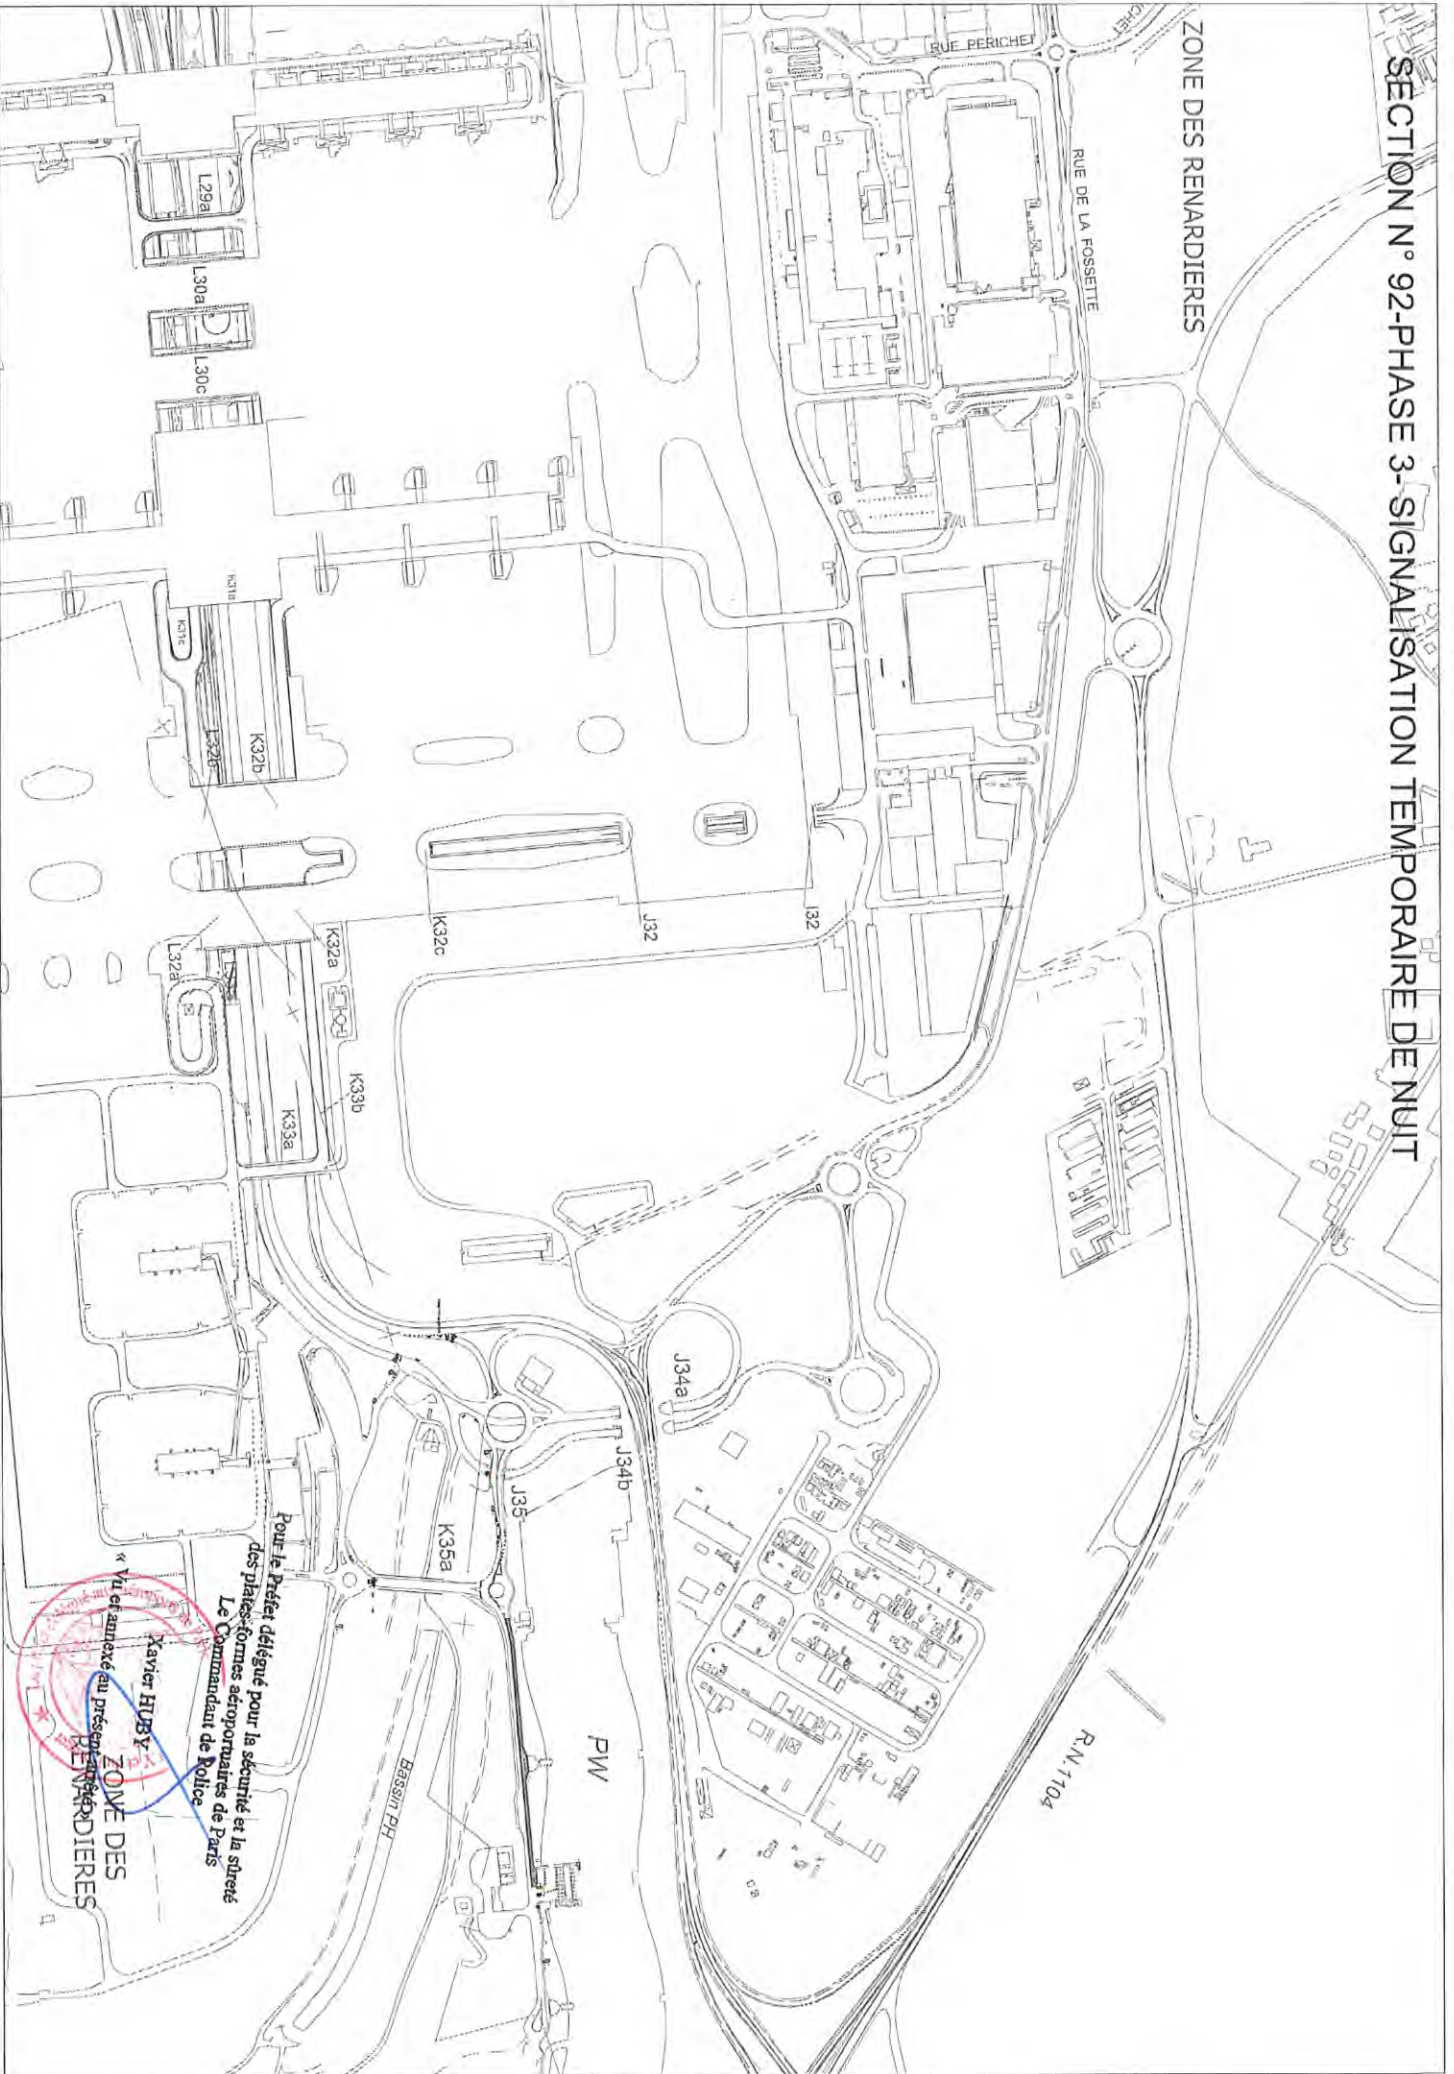 SECTION N° 92-PHASE 3-SIGNALISATION TEMPORAIRE DE NUIT
ZONE DES RENARDIERES
RUE PERICHET
RUE DE LA FOSSETTE
R.N.1104
I32
J32
K32c
J34a
J34b
J35
PW
K35a
Bassin PH
L29a
L30a
L30c
K31a
K31c
K32b
L32b
K32a
L32a
K33b
K33a
Pour le Préfet délégué pour la sécurité et la sûreté
des plates-formes aéroportuaires de Paris
Le Commandant de Police
Xavier HUBY
« Vu et annexé au présent arrêté »
ZONE DES
RENARDIERES